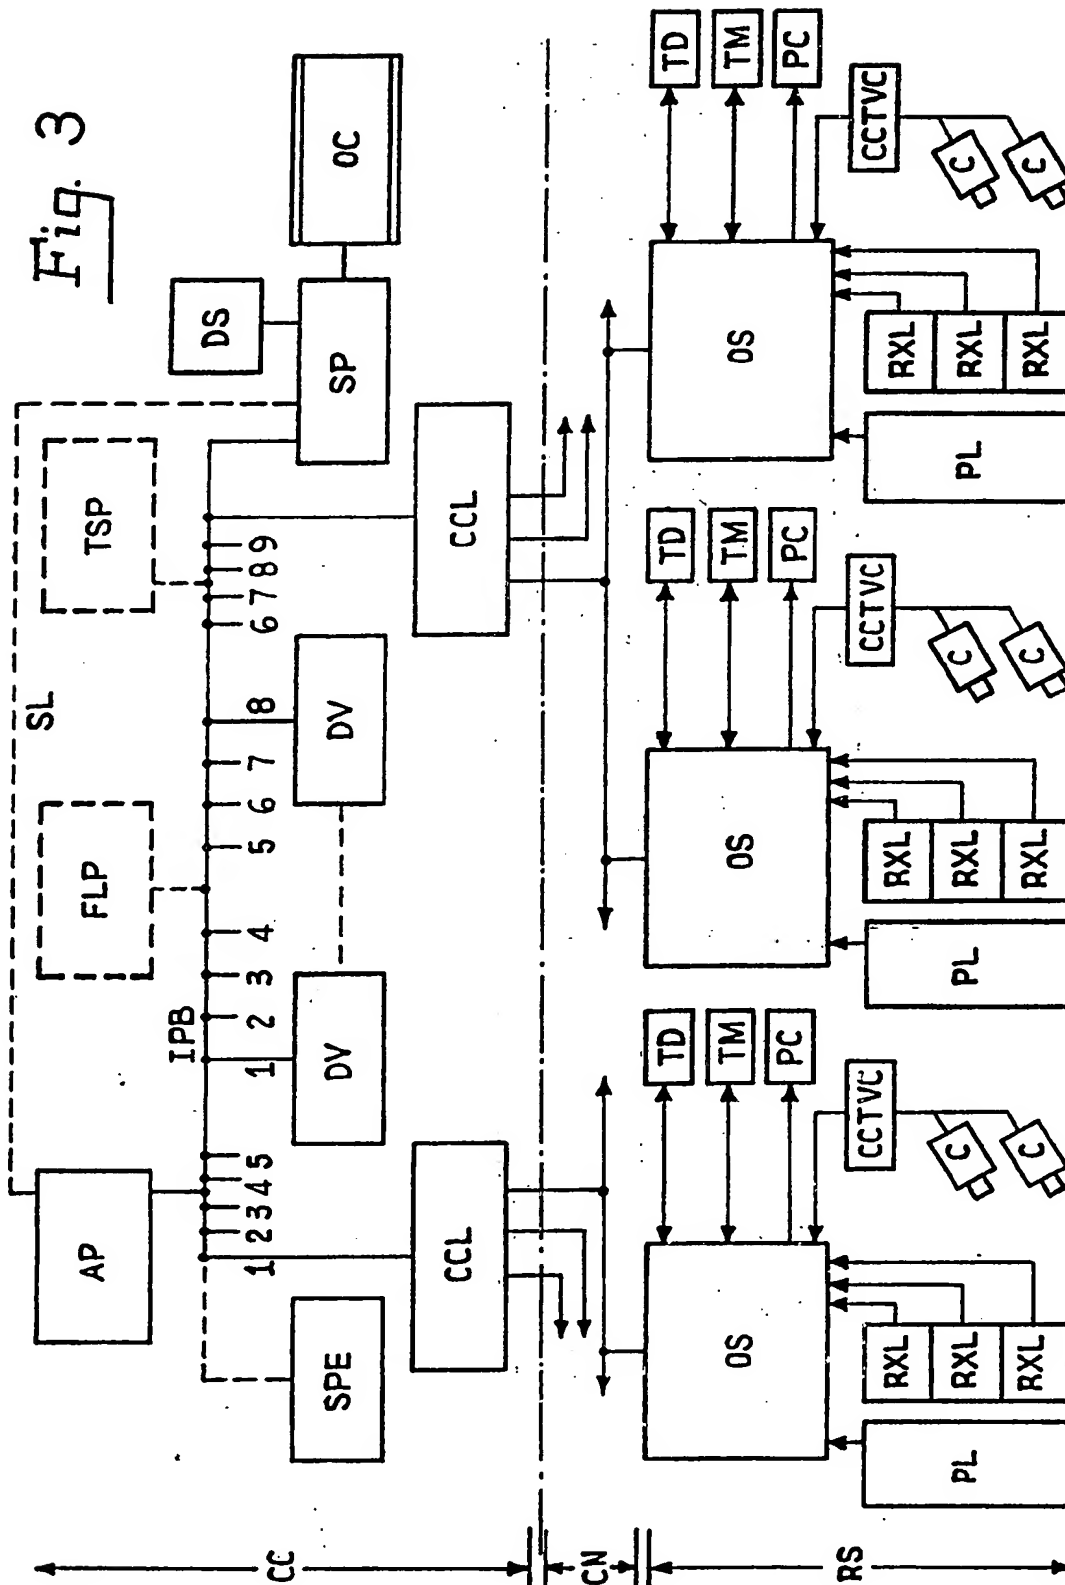 Fig. 3
AP
SL
FLP
TSP
DS
IPB
1 2 3 4 5
1 2 3 4 5 6 7 8
6 7 8 9
SPE
DV
DV
SP
OC
CCL
CCL
CC
CN
RS
OS
TD
TM
PC
CCTVC
C
C
RXL
RXL
RXL
PL
OS
TD
TM
PC
CCTVC
C
C
RXL
RXL
RXL
PL
OS
TD
TM
PC
CCTVC
C
C
RXL
RXL
RXL
PL